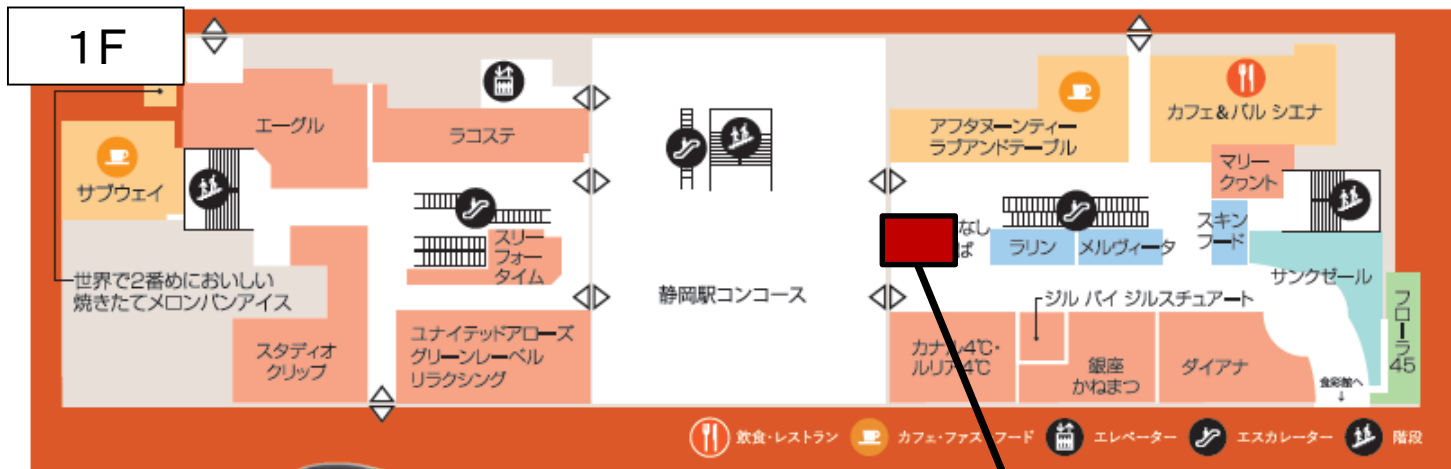 1F
エーグル
ラコステ
サブウェイ
スリー
フォー
タイム
世界で2番めにおいしい
焼きたてメロンパンアイス
スタディオ
クリップ
ユナイテッドアローズ
グリーンレーベル
リラクシング
静岡駅コンコース
アフタヌーンティー
ラブアンドテーブル
カフェ&バル シエナ
マリー
クヮント
スキン
フード
なし
ば
ラリン
メルヴィータ
サンクゼール
ジル バイ ジルスチュアート
カナル4℃・
ルリア4℃
銀座
かねまつ
ダイアナ
フローラ45
食彩館へ
↓
飲食・レストラン
カフェ・ファストフード
エレベーター
エスカレーター
階段